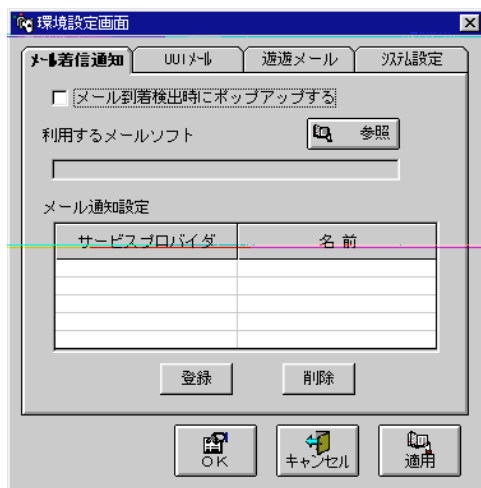 環境設定画面
ﾒｰﾙ着信通知
UUIﾒｰﾙ
遊遊メール
ｼｽﾃﾑ設定
メール到着検出時にポップアップする
利用するメールソフト
参照
メール通知設定
サービスプロバイダ
名 前
登録
削除
OK
キャンセル
適用